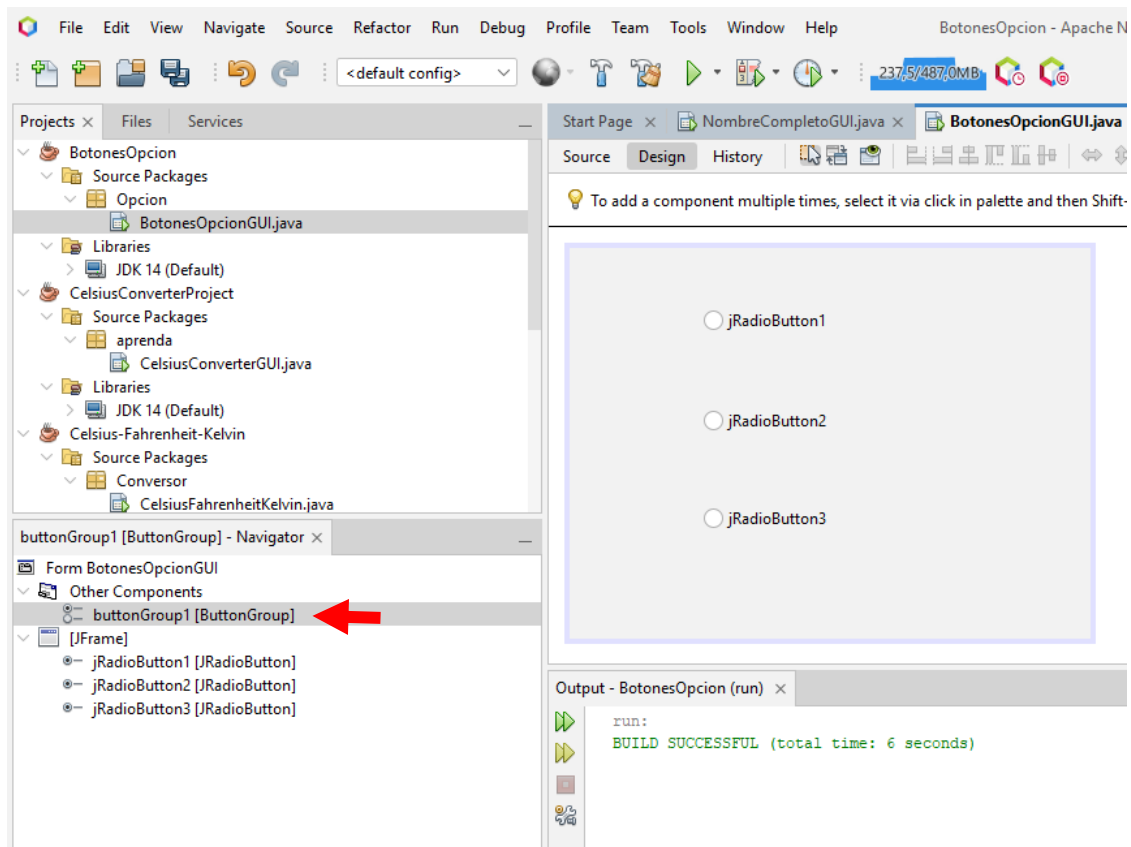 File Edit View Navigate Source Refactor Run Debug Profile Team Tools Window Help BotonesOpcion - Apache N
<default config> 237,5/487,0MB
Projects Files Services
BotonesOpcion
Source Packages
Opcion
BotonesOpcionGUI.java
Libraries
JDK 14 (Default)
CelsiusConverterProject
Source Packages
aprenda
CelsiusConverterGUI.java
Libraries
JDK 14 (Default)
Celsius-Fahrenheit-Kelvin
Source Packages
Conversor
CelsiusFahrenheitKelvin.java
buttonGroup1 [ButtonGroup] - Navigator
Form BotonesOpcionGUI
Other Components
buttonGroup1 [ButtonGroup]
[JFrame]
jRadioButton1 [JRadioButton]
jRadioButton2 [JRadioButton]
jRadioButton3 [JRadioButton]
Start Page NombreCompletoGUI.java BotonesOpcionGUI.java
Source Design History
To add a component multiple times, select it via click in palette and then Shift-
jRadioButton1
jRadioButton2
jRadioButton3
Output - BotonesOpcion (run)
run:
BUILD SUCCESSFUL (total time: 6 seconds)